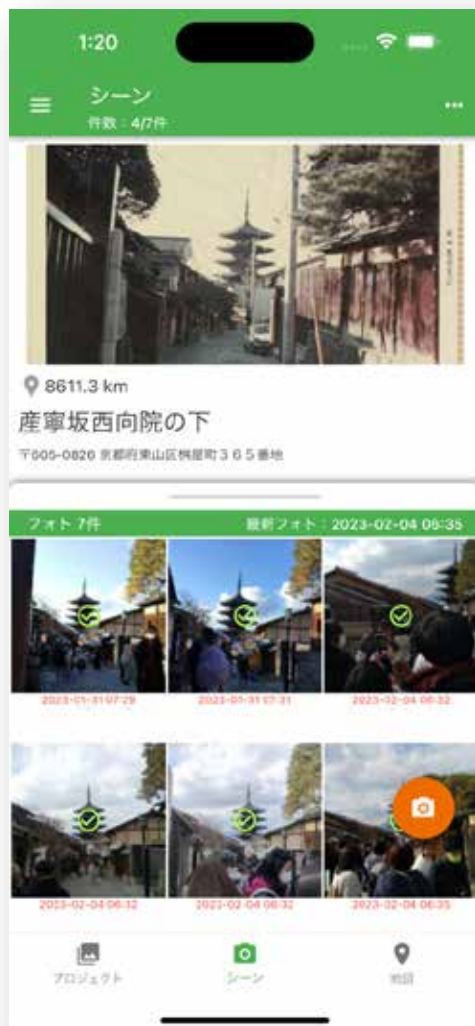 1:20
シーン
件数：4/7件
8611.3 km
産寧坂西向院の下
〒605-0826 京都府東山区桝屋町３６５番地
フォト 7件
最新フォト：2023-02-04 06:35
2023-01-31 07:29
2023-01-31 07:31
2023-02-04 06:32
2023-02-04 06:32
2023-02-04 06:32
2023-02-04 06:35
プロジェクト
シーン
地図